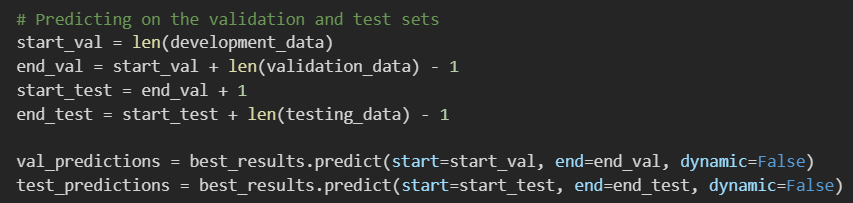 # Predicting on the validation and test sets
start_val = len(development_data)
end_val = start_val + len(validation_data) - 1
start_test = end_val + 1
end_test = start_test + len(testing_data) - 1
val_predictions = best_results.predict(start=start_val, end=end_val, dynamic=False)
test_predictions = best_results.predict(start=start_test, end=end_test, dynamic=False)